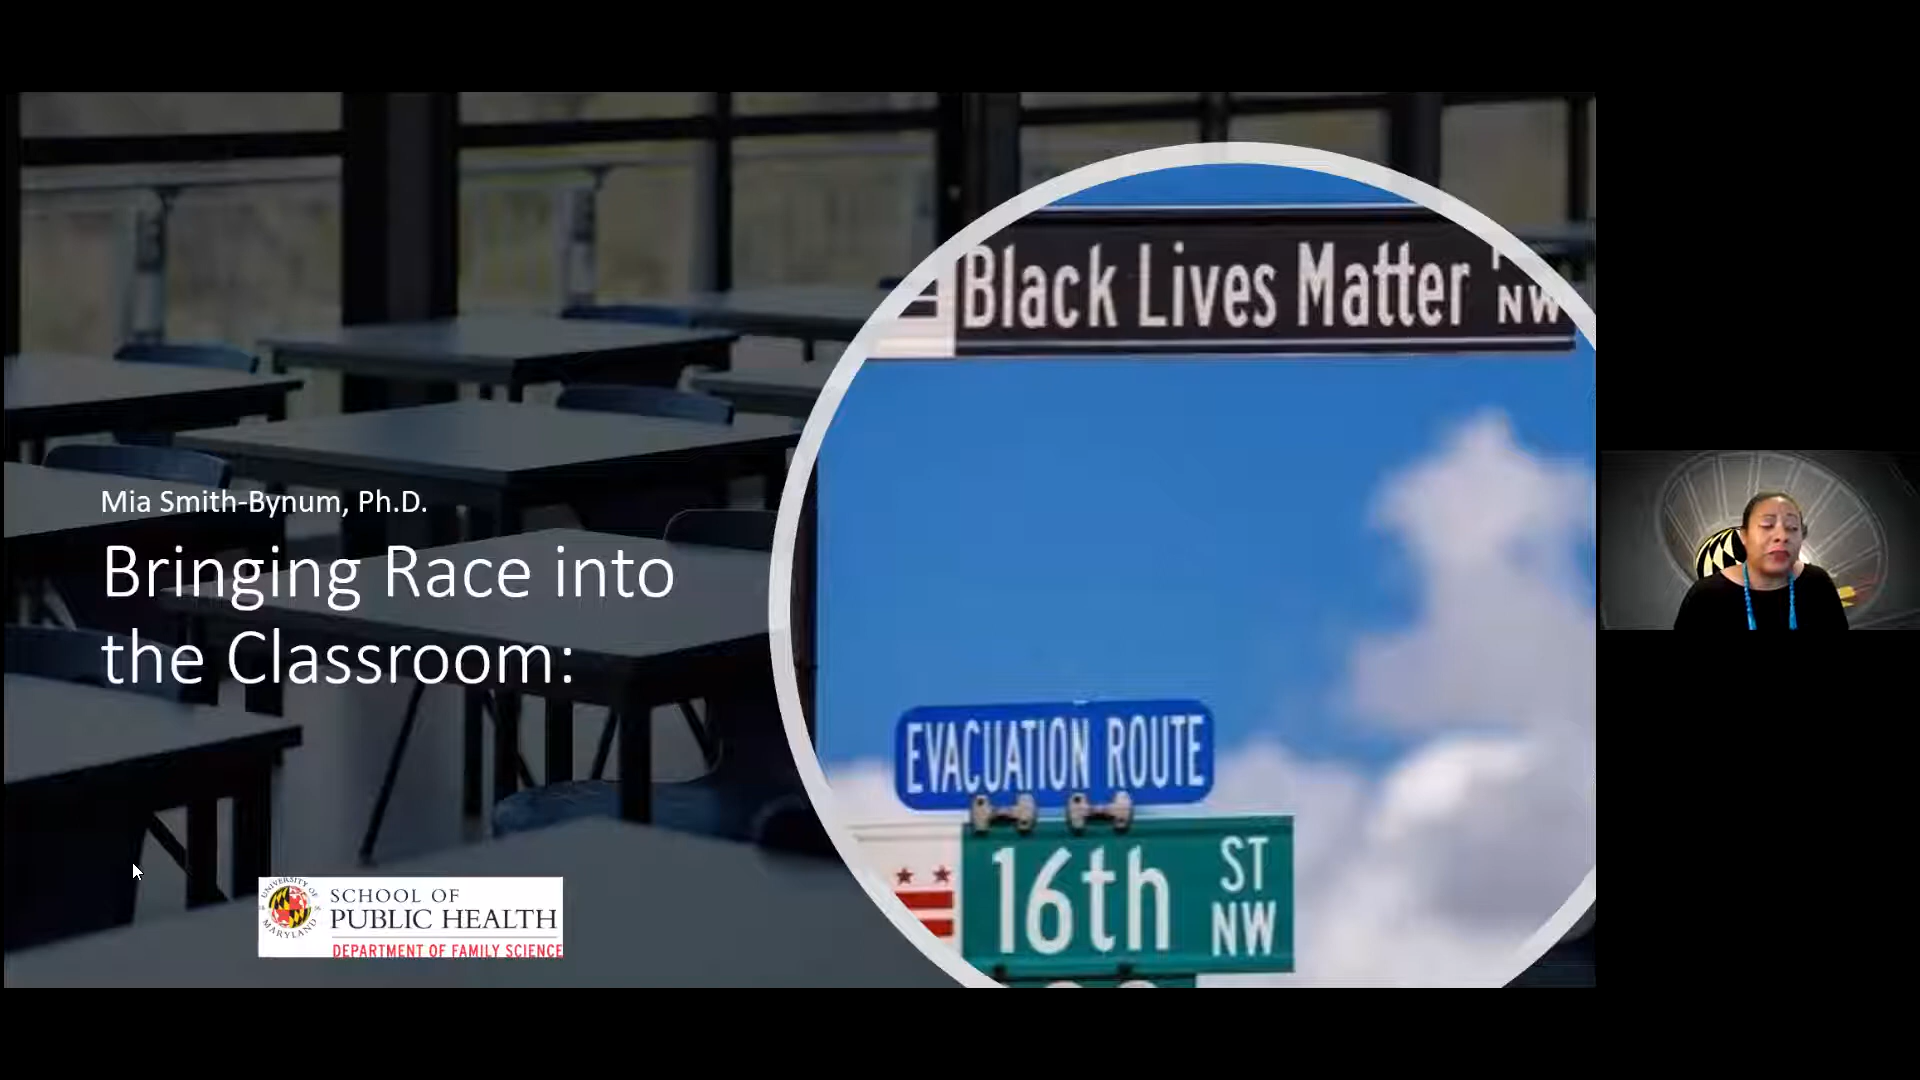 Mia Smith-Bynum, Ph.D.
Bringing Race into
the Classroom:
UNIVERSITY OF
MARYLAND
SCHOOL OF
PUBLIC HEALTH
DEPARTMENT OF FAMILY SCIENCE
Black Lives Matter
NW
EVACUATION ROUTE
16th ST
NW